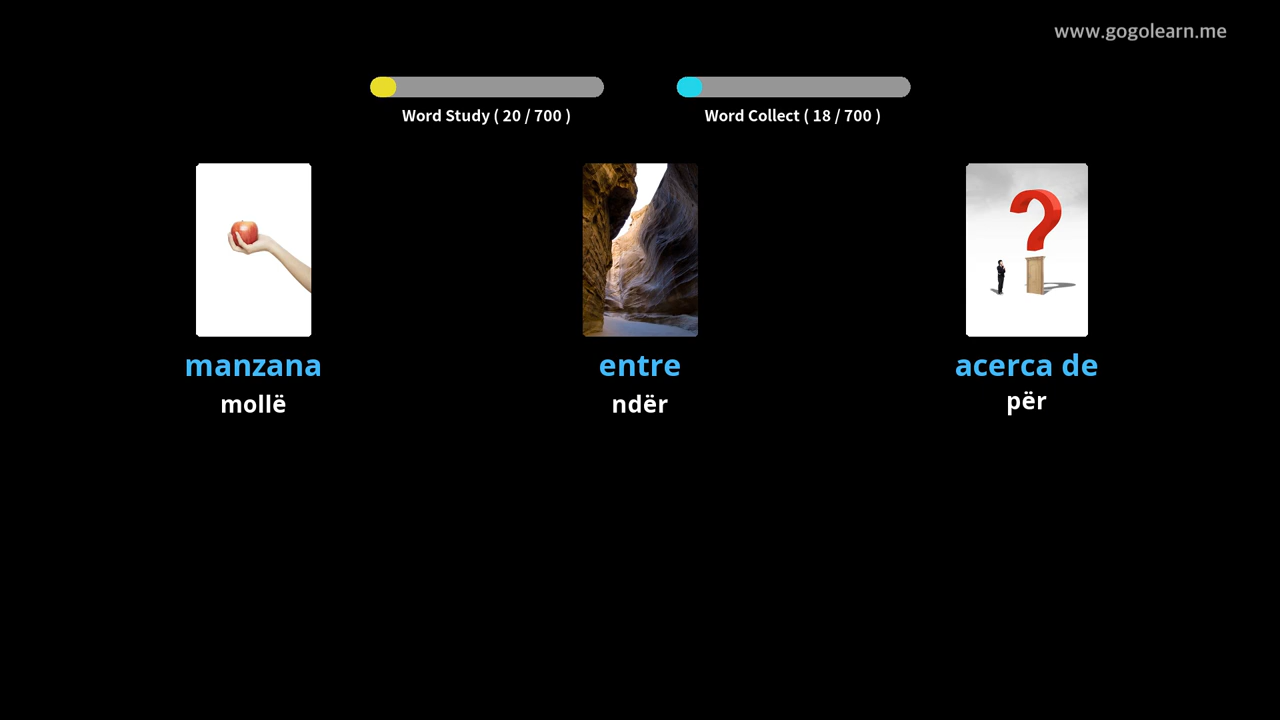 www.gogolearn.me
Word Study ( 20 / 700 )
Word Collect ( 18 / 700 )
manzana
mollë
entre
ndër
acerca de
për